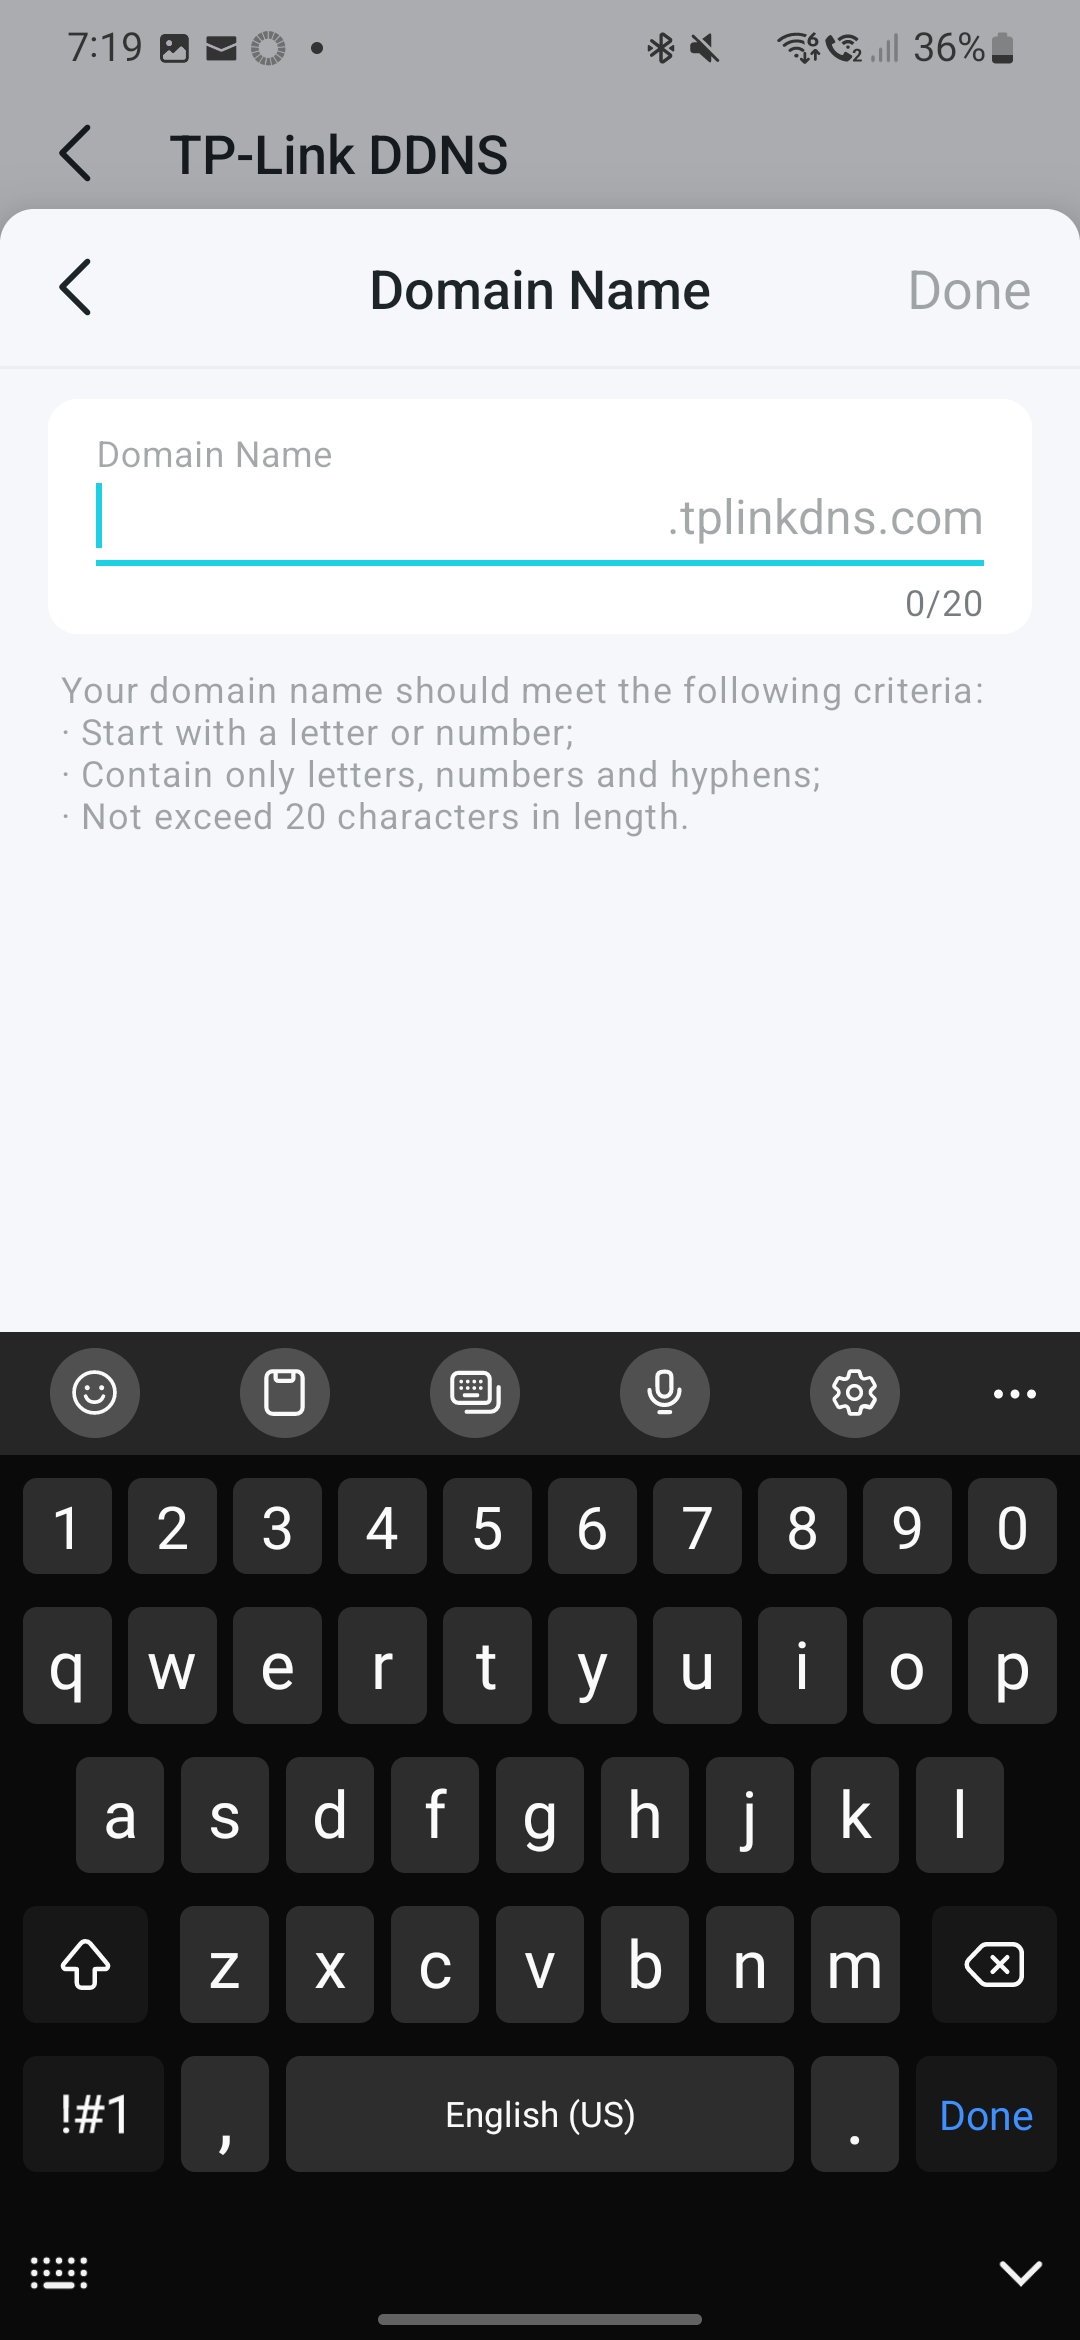 7:19 6 2 36%
TP-Link DDNS
Domain Name Done
Domain Name
.tplinkdns.com
0/20
Your domain name should meet the following criteria:
· Start with a letter or number;
· Contain only letters, numbers and hyphens;
· Not exceed 20 characters in length.
1 2 3 4 5 6 7 8 9 0
q w e r t y u i o p
a s d f g h j k l
z x c v b n m
!#1 , English (US) . Done